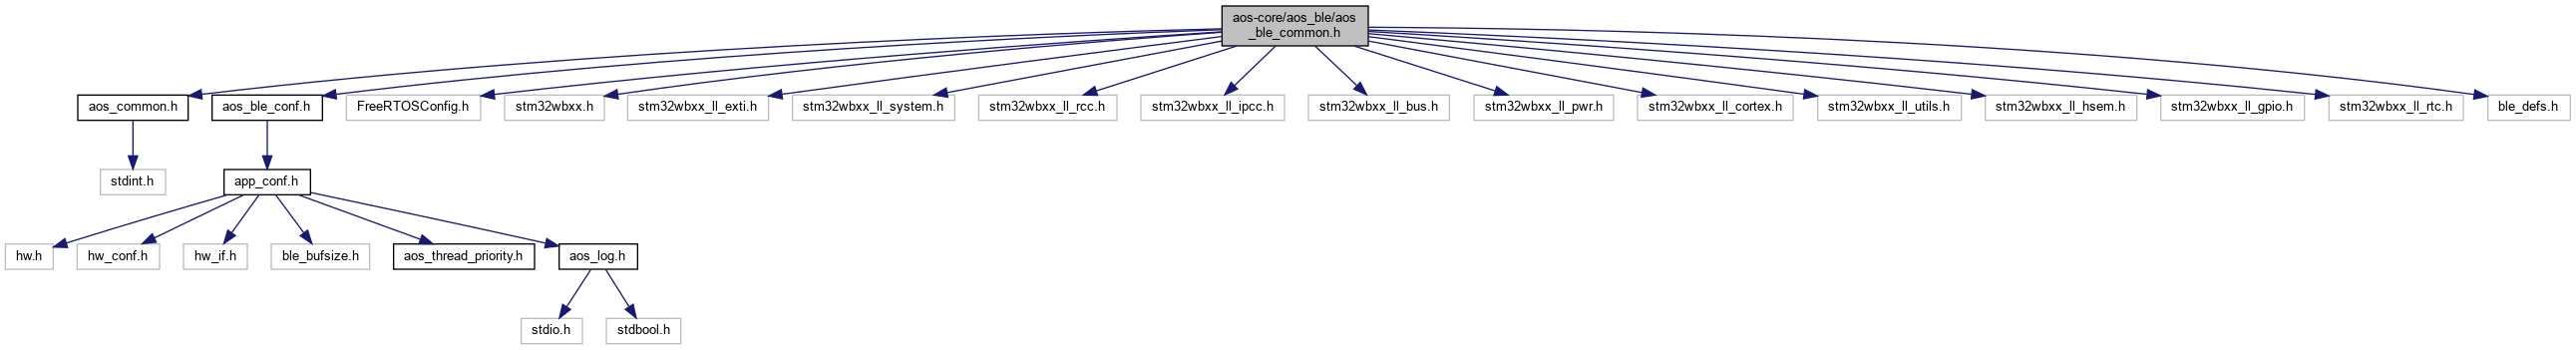 aos-core/aos_ble/aos
_ble_common.h
aos_common.h
aos_ble_conf.h
FreeRTOSConfig.h
stm32wbxx.h
stm32wbxx_ll_exti.h
stm32wbxx_ll_system.h
stm32wbxx_ll_rcc.h
stm32wbxx_ll_ipcc.h
stm32wbxx_ll_bus.h
stm32wbxx_ll_pwr.h
stm32wbxx_ll_cortex.h
stm32wbxx_ll_utils.h
stm32wbxx_ll_hsem.h
stm32wbxx_ll_gpio.h
stm32wbxx_ll_rtc.h
ble_defs.h
stdint.h
app_conf.h
hw.h
hw_conf.h
hw_if.h
ble_bufsize.h
aos_thread_priority.h
aos_log.h
stdio.h
stdbool.h